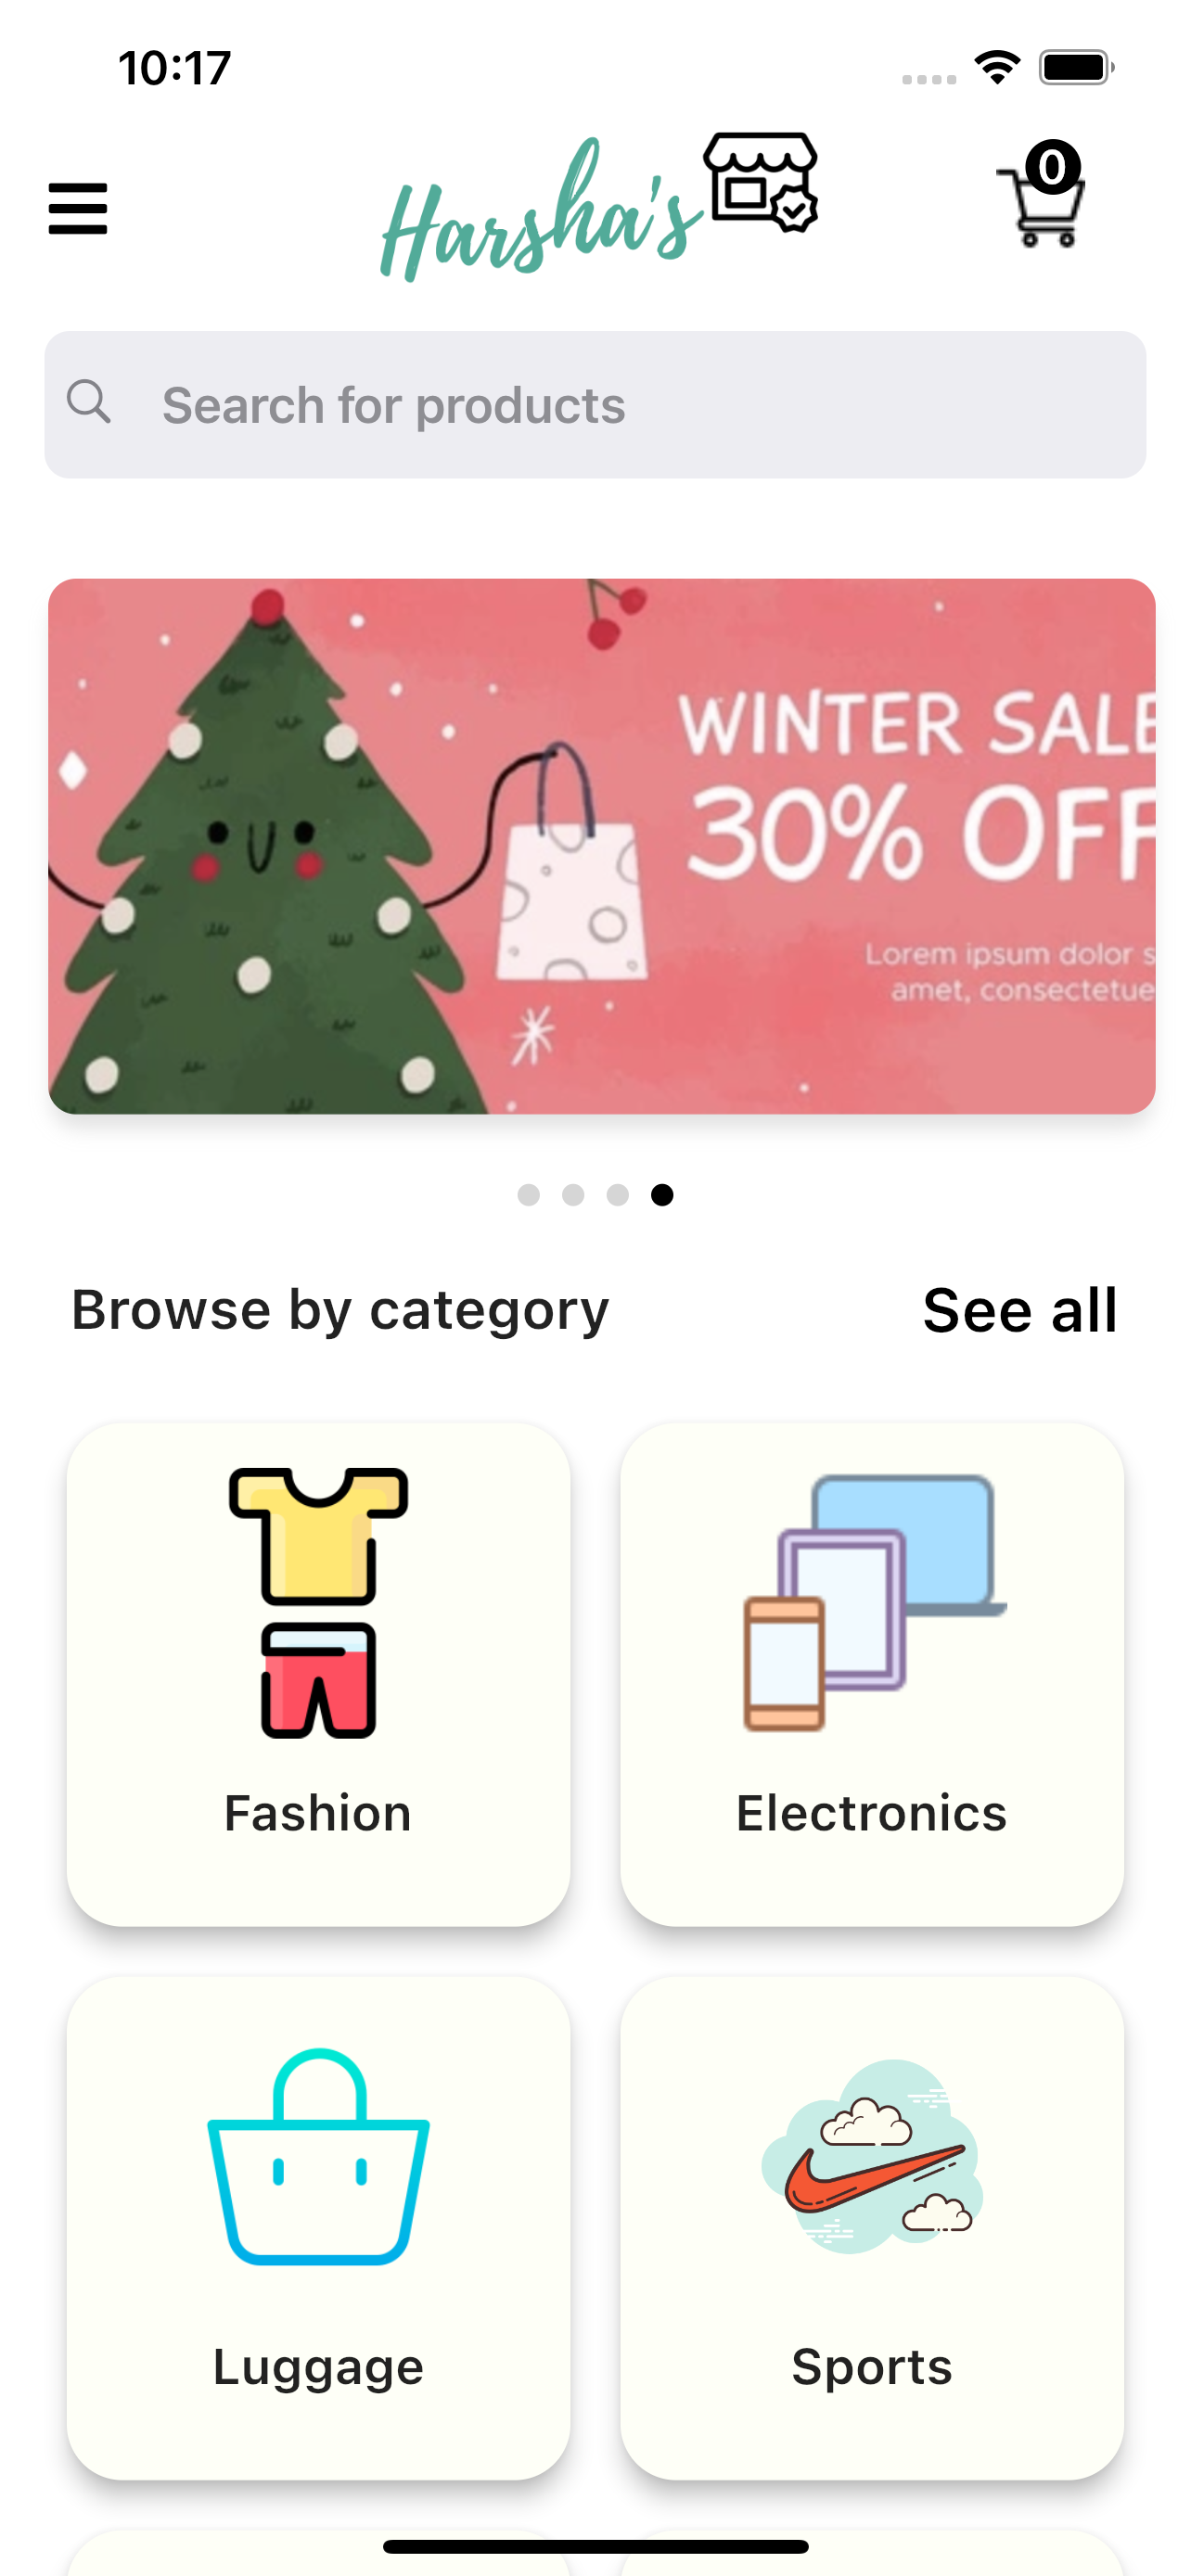 10:17
Harsha's
0
Search for products
WINTER SALE
30% OFF
Lorem ipsum dolor s
amet, consectetue
Browse by category
See all
Fashion
Electronics
Luggage
Sports